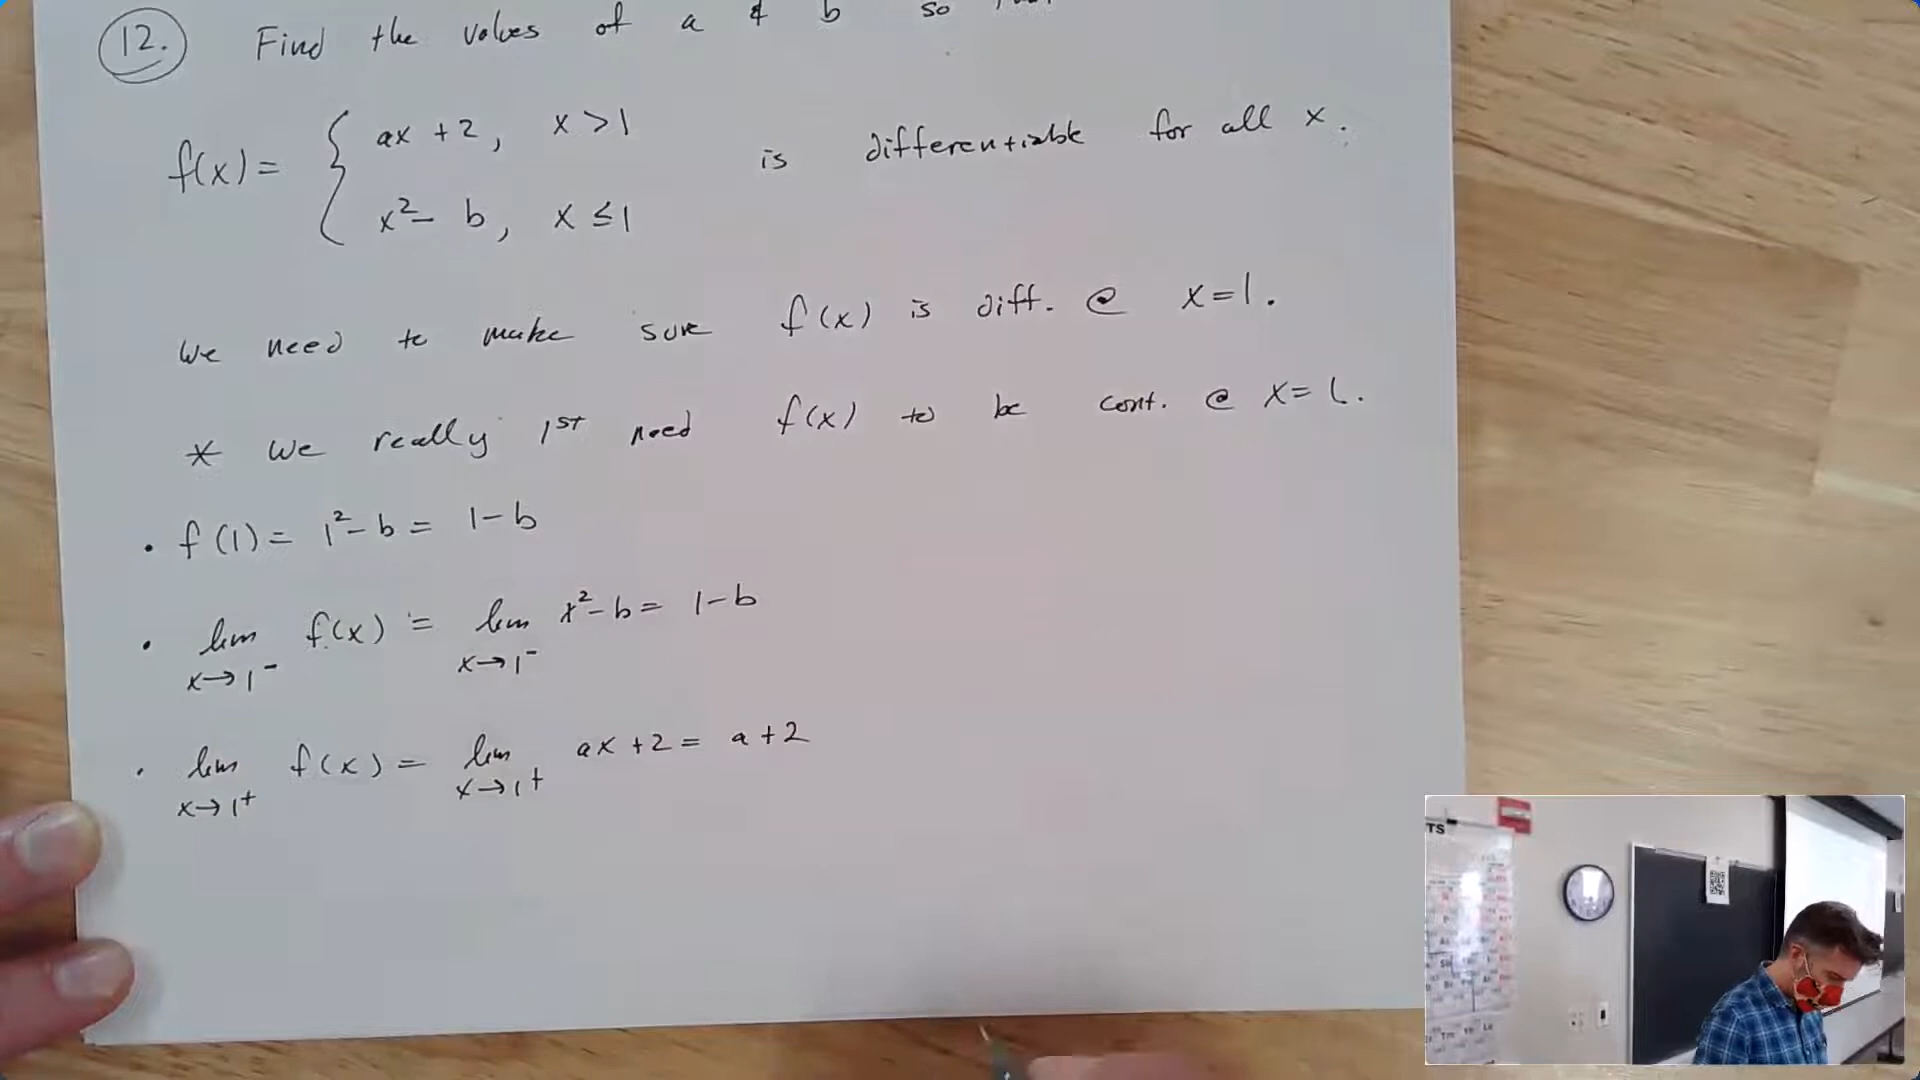 12. Find the values of a & b so
f(x) = { ax + 2, x > 1
x² - b, x ≤ 1
is differentiable for all x.
We need to make sure f(x) is diff. @ x=1.
* We really 1st need f(x) to be cont. @ x=1.
• f(1) = 1² - b = 1 - b
• lim x→1⁻ f(x) = lim x→1⁻ x² - b = 1 - b
• lim x→1⁺ f(x) = lim x→1⁺ ax + 2 = a + 2
TS